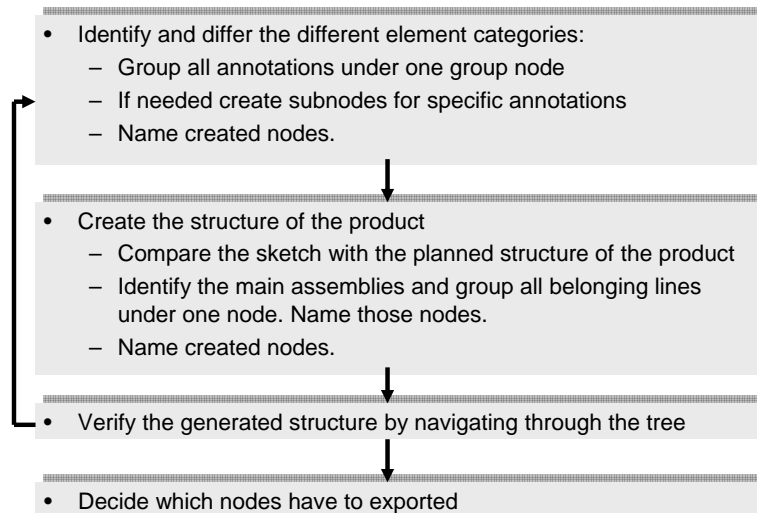 • Identify and differ the different element categories:
– Group all annotations under one group node
– If needed create subnodes for specific annotations
– Name created nodes.
• Create the structure of the product
– Compare the sketch with the planned structure of the product
– Identify the main assemblies and group all belonging lines
under one node. Name those nodes.
– Name created nodes.
• Verify the generated structure by navigating through the tree
• Decide which nodes have to exported